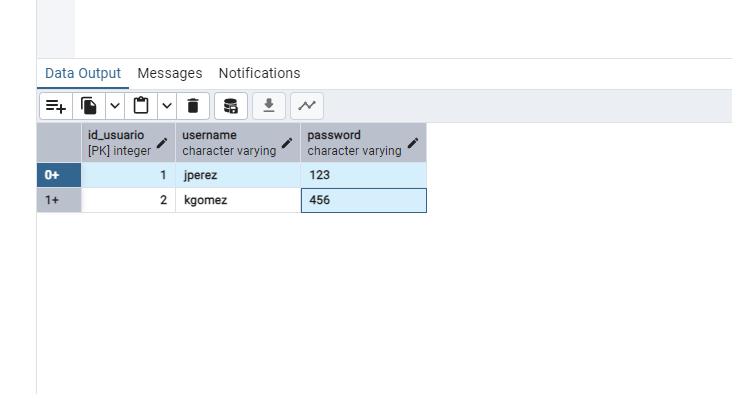 Data Output Messages Notifications
id_usuario username password
[PK] integer character varying character varying
0+ 1 jperez 123
1+ 2 kgomez 456